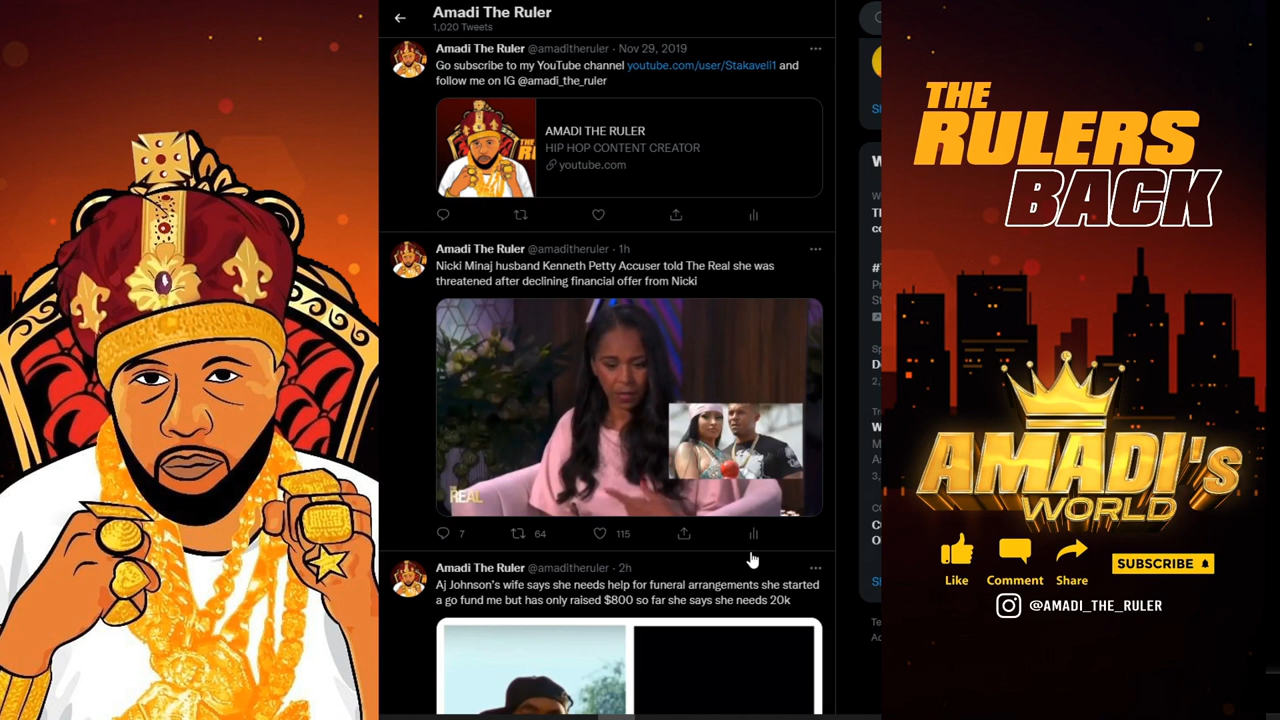 Amadi The Ruler
1,020 Tweets
Amadi The Ruler @amaditheruler · Nov 29, 2019
Go subscribe to my YouTube channel youtube.com/user/Stakaveli1 and
follow me on IG @amadi_the_ruler
AMADI THE RULER
HIP HOP CONTENT CREATOR
youtube.com
Amadi The Ruler @amaditheruler · 1h
Nicki Minaj husband Kenneth Petty Accuser told The Real she was
threatened after declining financial offer from Nicki
REAL
7 64 115
Amadi The Ruler @amaditheruler · 2h
Aj Johnson's wife says she needs help for funeral arrangements she started
a go fund me but has only raised $800 so far she says she needs 20k
THE
RULERS
BACK
AMADI's
WORLD
Like Comment Share SUBSCRIBE
@AMADI_THE_RULER